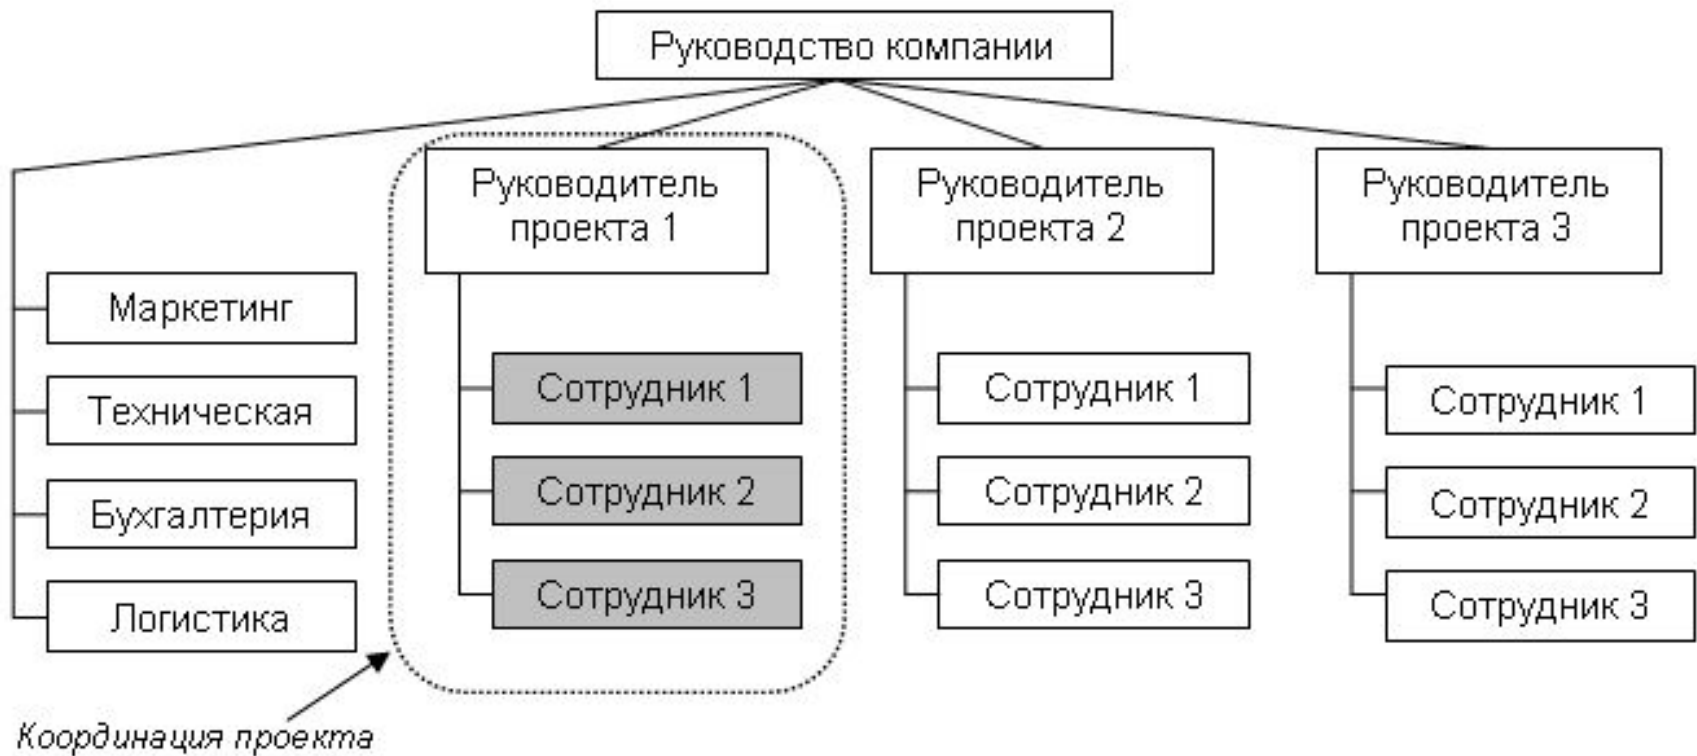 Руководство компании
Руководитель
проекта 1
Руководитель
проекта 2
Руководитель
проекта 3
Маркетинг
Техническая
Бухгалтерия
Логистика
Сотрудник 1
Сотрудник 2
Сотрудник 3
Сотрудник 1
Сотрудник 2
Сотрудник 3
Сотрудник 1
Сотрудник 2
Сотрудник 3
Координация проекта